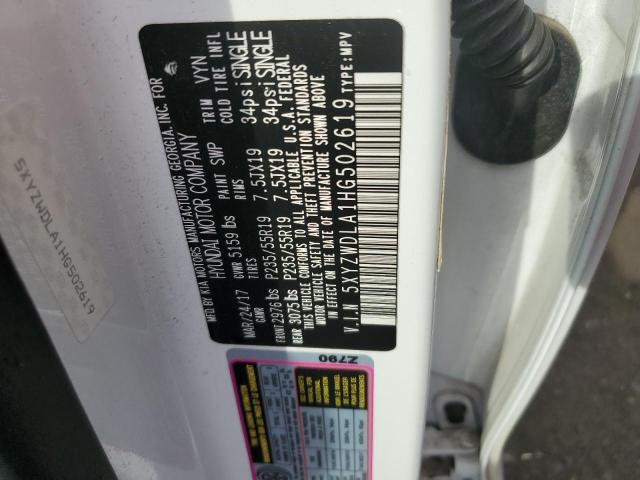 MFD BY KIA MOTORS MANUFACTURING GEORGIA, INC. FOR
HYUNDAI MOTOR COMPANY
MAR/24/17 PAINT SWP TRIM VYN
GVWR 5159 lbs
GAWR RIMS COLD TIRE INFL
FRONT 2976 lbs P235/55R19 7.5JX19 34psi SINGLE
REAR 3075 lbs P235/55R19 7.5JX19 34psi SINGLE
THIS VEHICLE CONFORMS TO ALL APPLICABLE U.S.A. FEDERAL
MOTOR VEHICLE SAFETY AND THEFT PREVENTION STANDARDS
IN EFFECT ON THE DATE OF MANUFACTURE SHOWN ABOVE
V.I.N 5XYZWDLA1HG502619 TYPE:MPV
5XYZWDLA1HG502619
Z790